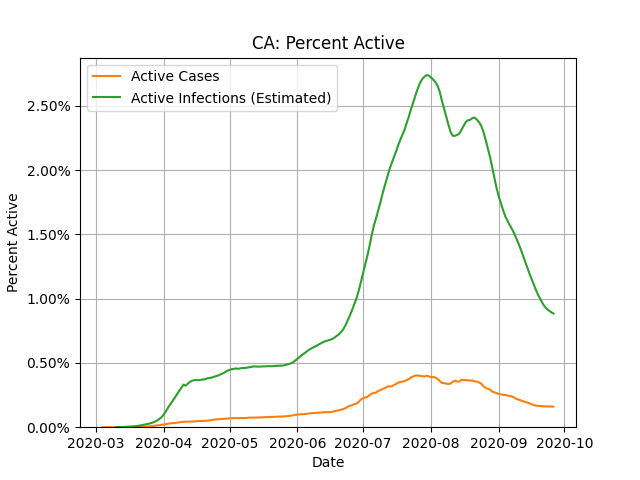 CA: Percent Active
Active Cases
Active Infections (Estimated)
Percent Active
2.50%
2.00%
1.50%
1.00%
0.50%
0.00%
2020-03 2020-04 2020-05 2020-06 2020-07 2020-08 2020-09 2020-10
Date